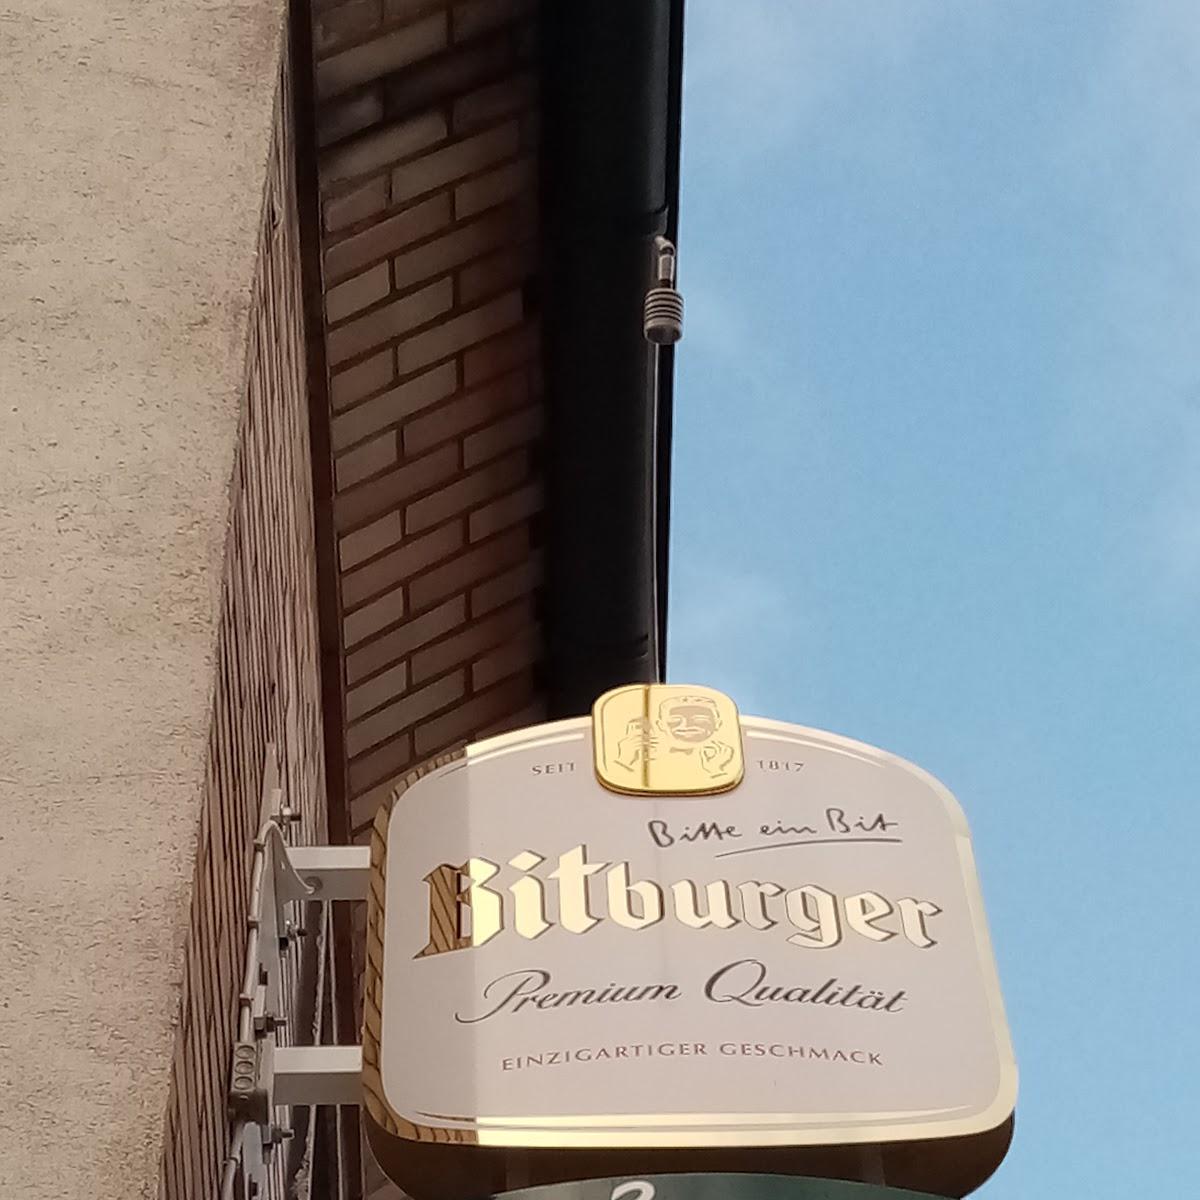 SEIT 1817
Bitte ein Bit
Bitburger
Premium Qualität
EINZIGARTIGER GESCHMACK